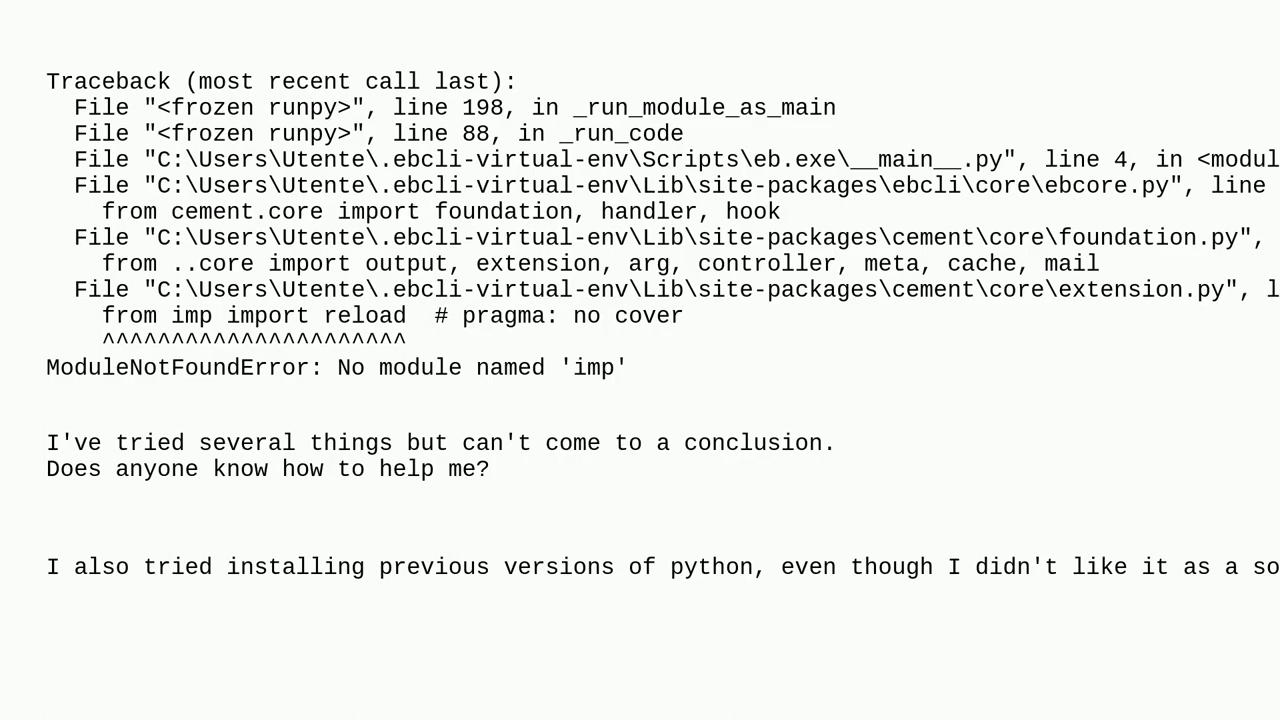 Traceback (most recent call last):
  File "<frozen runpy>", line 198, in _run_module_as_main
  File "<frozen runpy>", line 88, in _run_code
  File "C:\Users\Utente\.ebcli-virtual-env\Scripts\eb.exe\__main__.py", line 4, in <modul
  File "C:\Users\Utente\.ebcli-virtual-env\Lib\site-packages\ebcli\core\ebcore.py", line
    from cement.core import foundation, handler, hook
  File "C:\Users\Utente\.ebcli-virtual-env\Lib\site-packages\cement\core\foundation.py",
    from ..core import output, extension, arg, controller, meta, cache, mail
  File "C:\Users\Utente\.ebcli-virtual-env\Lib\site-packages\cement\core\extension.py", l
    from imp import reload  # pragma: no cover
    ^^^^^^^^^^^^^^^^^^^^^^
ModuleNotFoundError: No module named 'imp'
I've tried several things but can't come to a conclusion.
Does anyone know how to help me?
I also tried installing previous versions of python, even though I didn't like it as a so